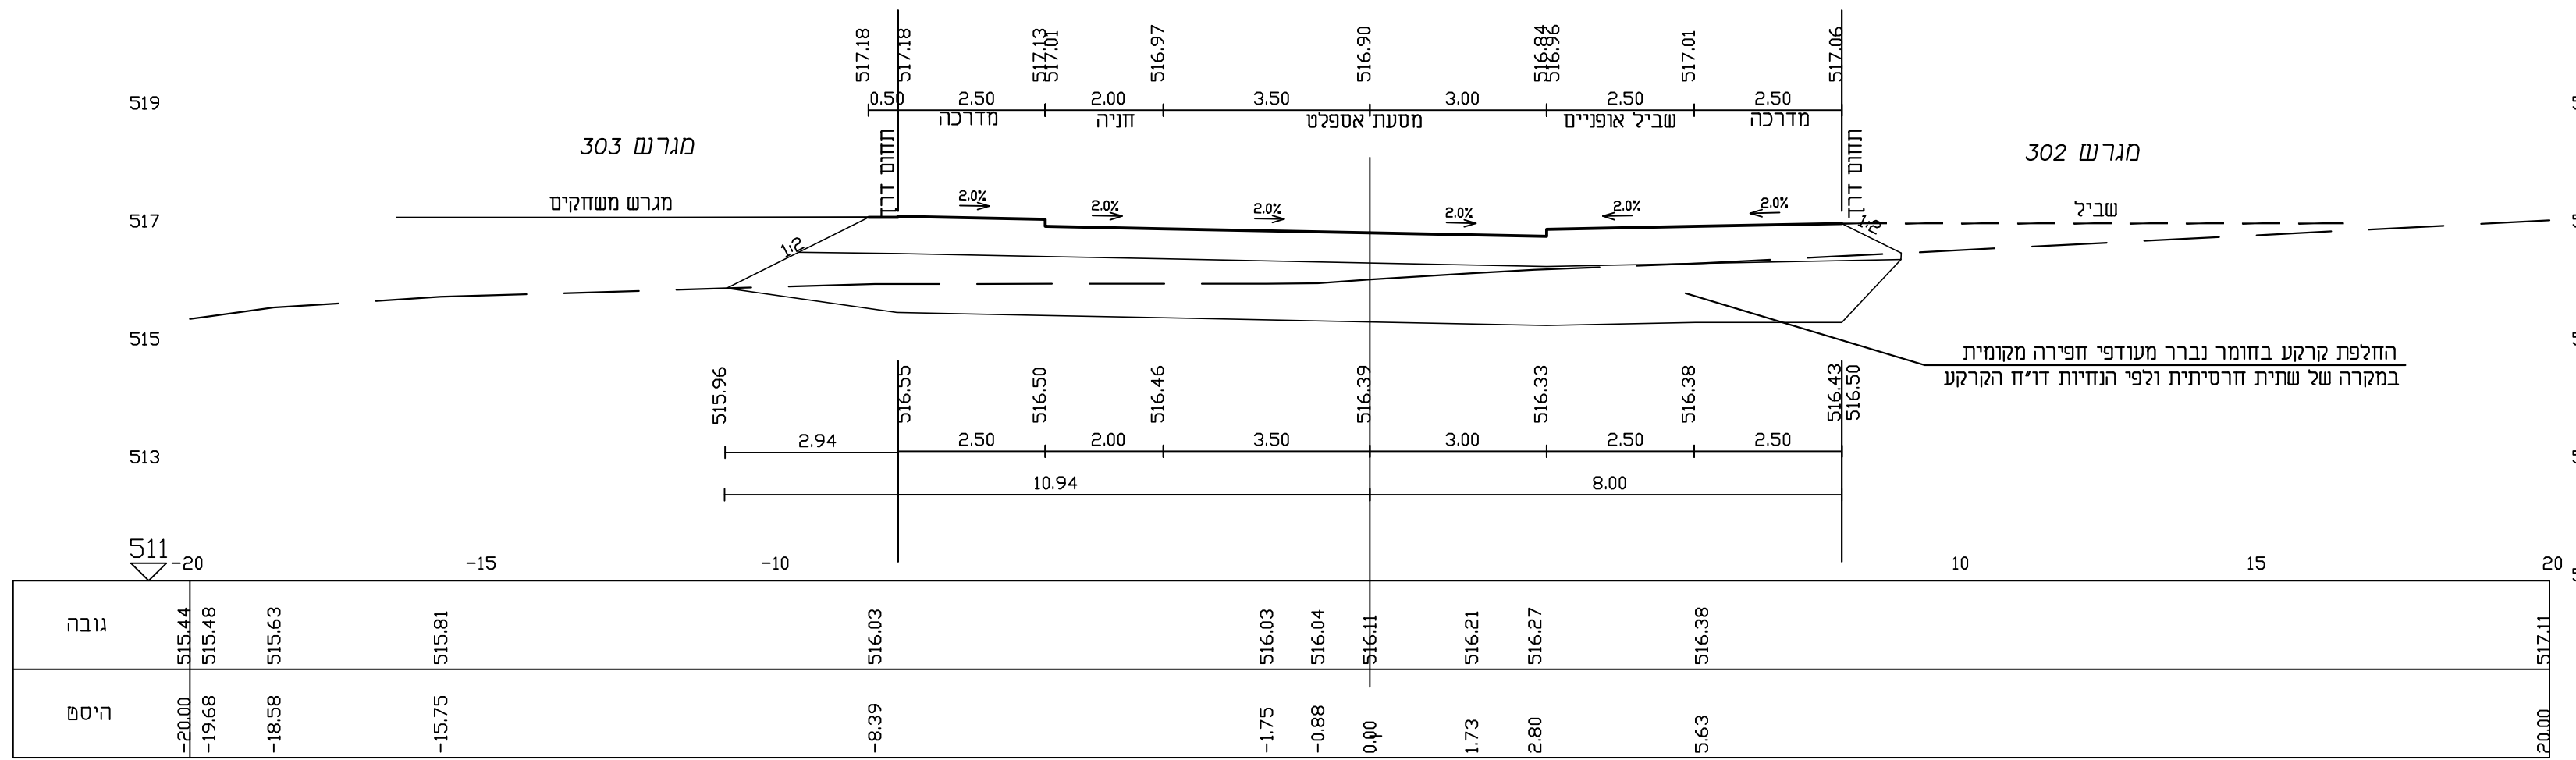 517.18 517.18 517.13 517.01 516.97 516.90 516.84 516.96 517.01 517.06
519 0.50 2.50 2.00 3.50 3.00 2.50 2.50
מדרכה חניה מסעת אספלט שביל אופניים מדרכה
מגרש 303 תחום דרך תחום דרך מגרש 302
517 מגרש משחקים 2.0% 2.0% 2.0% 2.0% 2.0% 2.0% שביל
1:2 1:2
515
החלפת קרקע בחומר נברר מעודפי חפירה מקומית
במקרה של שתית חרסיתית ולפי הנחיות דו"ח הקרקע
515.96 516.55 516.50 516.46 516.39 516.33 516.38 516.43 516.50
513 2.94 2.50 2.00 3.50 3.00 2.50 2.50
10.94 8.00
511 -20 -15 -10 10 15 20
גובה 515.44 515.48 515.63 515.81 516.03 516.03 516.04 516.11 516.21 516.27 516.38 517.11
היסט -20.00 -19.68 -18.58 -15.75 -8.39 -1.75 -0.88 0.00 1.73 2.80 5.63 20.00